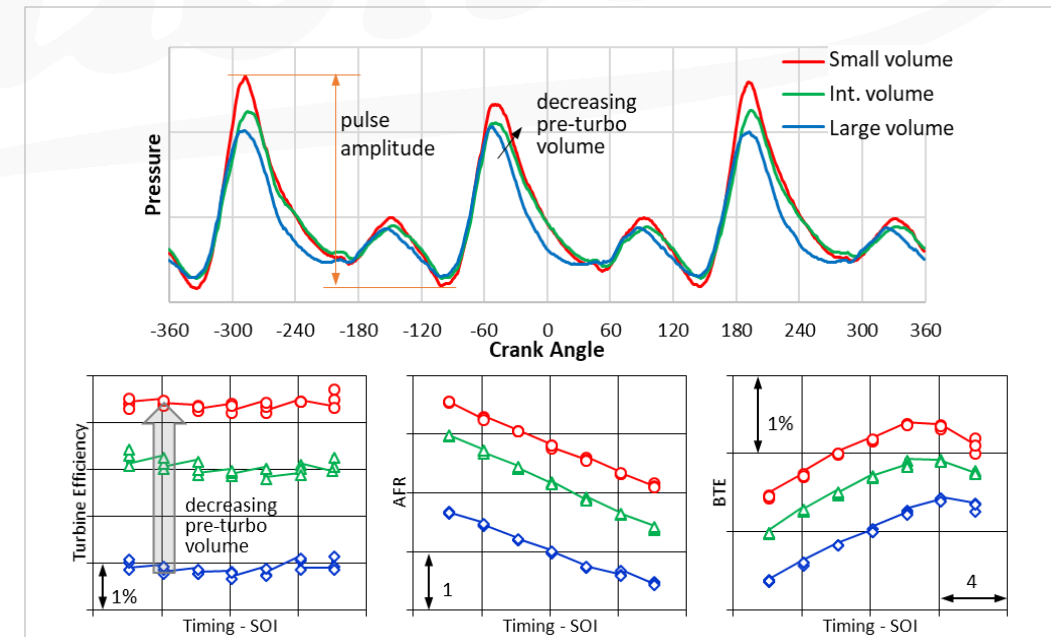 Small volume
Int. volume
Large volume
pulse
amplitude
decreasing
pre-turbo
volume
Pressure
-360 -300 -240 -180 -120 -60 0 60 120 180 240 300 360
Crank Angle
Turbine Efficiency
decreasing
pre-turbo
volume
1%
Timing - SOI
AFR
1
Timing - SOI
BTE
1%
4
Timing - SOI